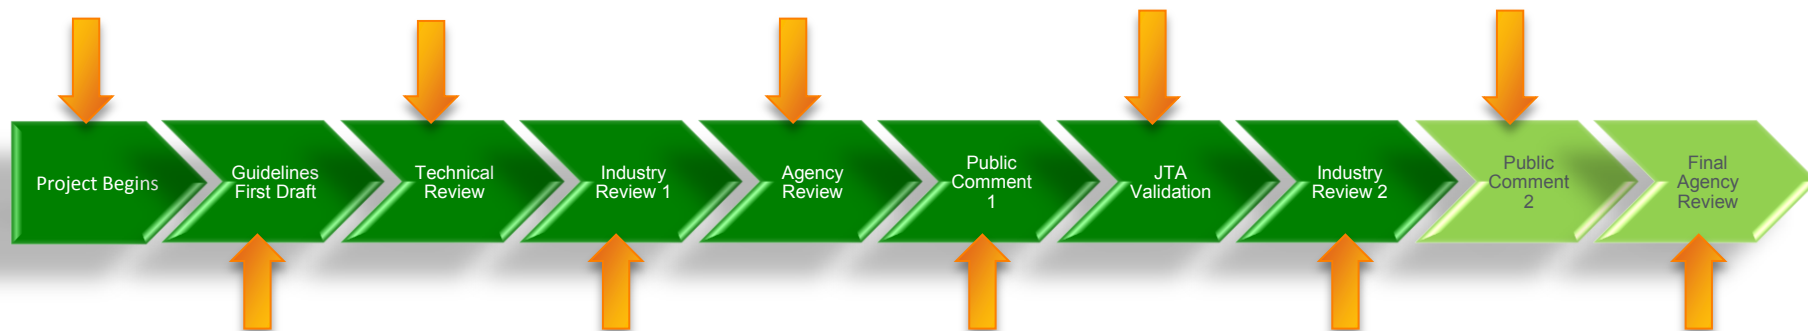 Project Begins
Guidelines
First Draft
Technical
Review
Industry
Review 1
Agency
Review
Public
Comment
1
JTA
Validation
Industry
Review 2
Public
Comment
2
Final
Agency
Review